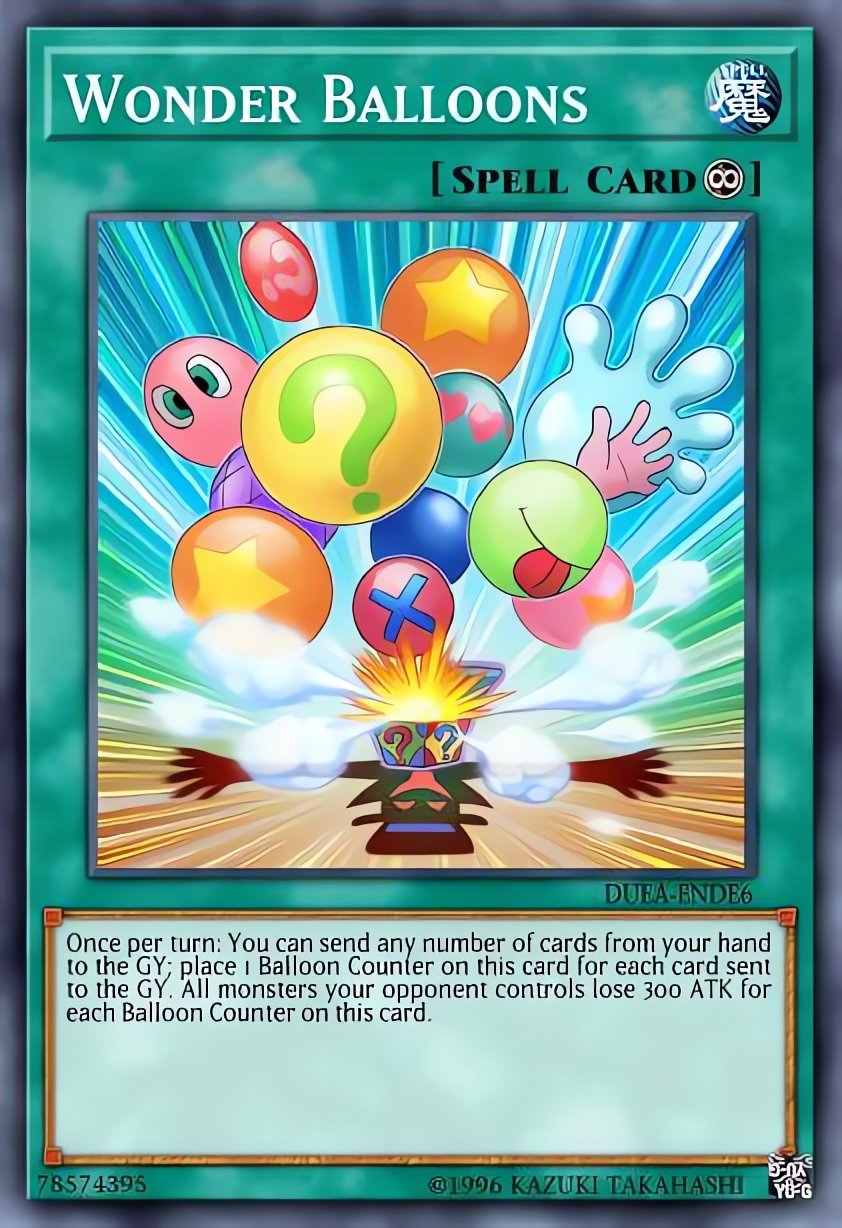 WONDER BALLOONS
魔
[SPELL CARD∞]
?
?
?
?
DUEA-ENDE6
Once per turn: You can send any number of cards from your hand
to the GY; place 1 Balloon Counter on this card for each card sent
to the GY. All monsters your opponent controls lose 300 ATK for
each Balloon Counter on this card.
78574395
©1996 KAZUKI TAKAHASHI